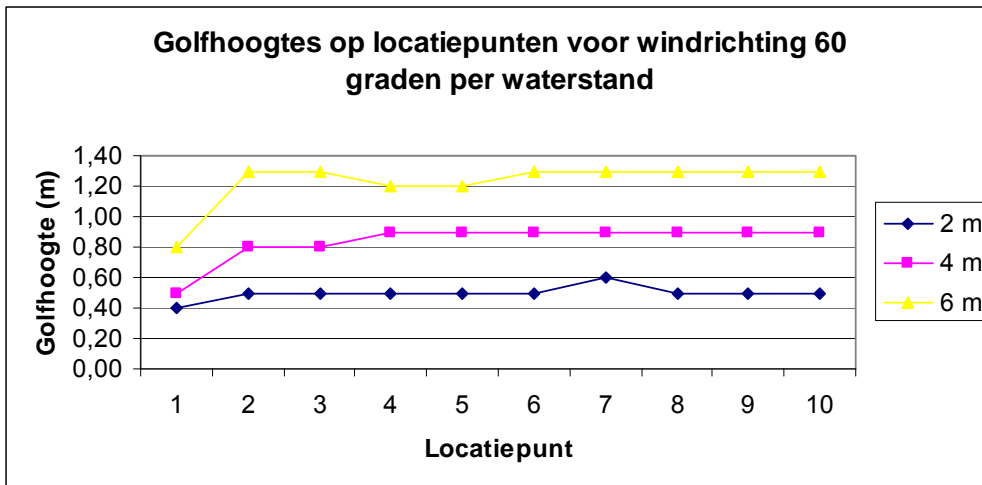 Golfhoogtes op locatiepunten voor windrichting 60
graden per waterstand
Golfhoogte (m)
1,40
1,20
1,00
0,80
0,60
0,40
0,20
0,00
1 2 3 4 5 6 7 8 9 10
Locatiepunt
2 m
4 m
6 m